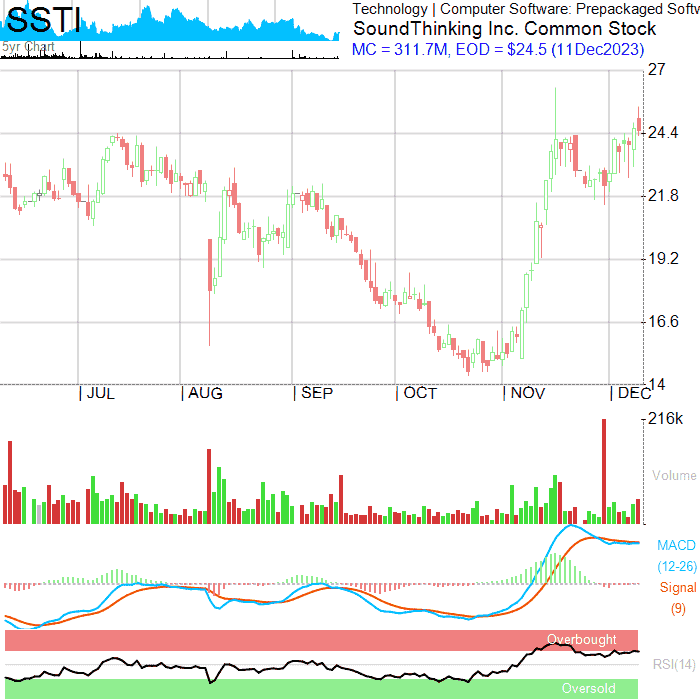 SSTI
5yr Chart
Technology | Computer Software: Prepackaged Softw
SoundThinking Inc. Common Stock
MC = 311.7M, EOD = $24.5 (11Dec2023)
27
24.4
21.8
19.2
16.6
14
JUL AUG SEP OCT NOV DEC
216k
Volume
MACD
(12-26)
Signal
(9)
Overbought
RSI(14)
Oversold